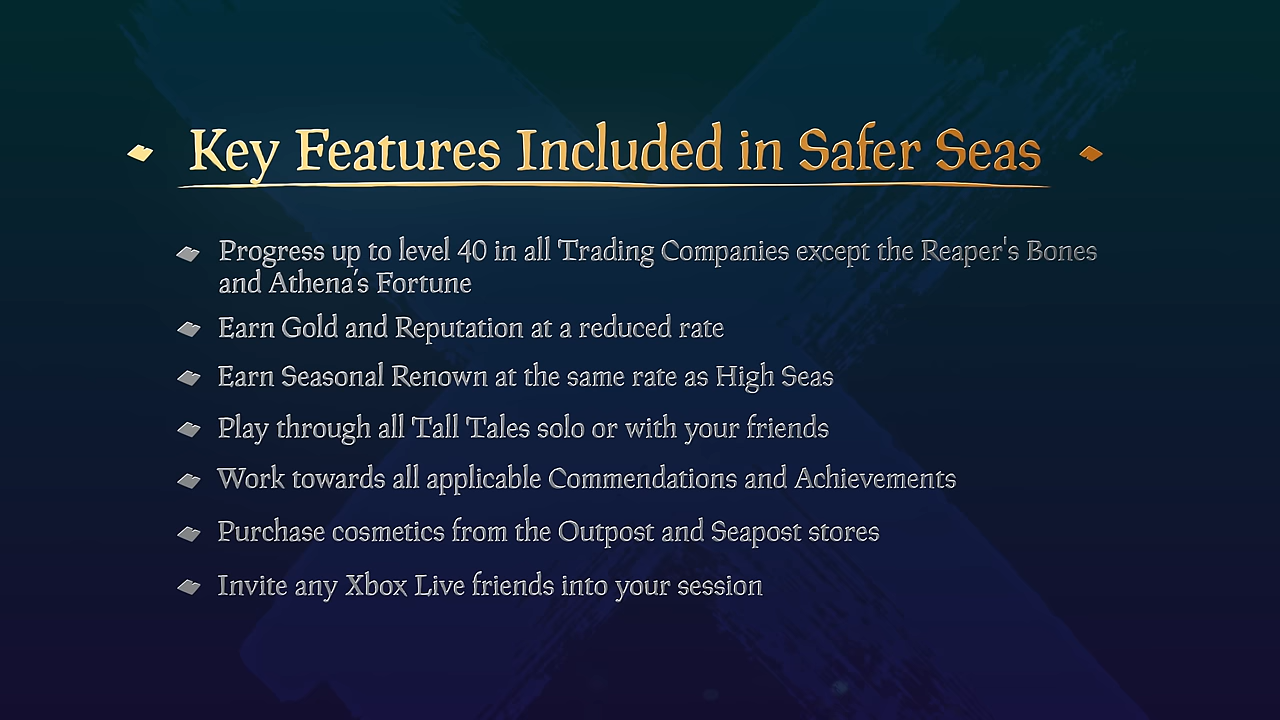 Key Features Included in Safer Seas
Progress up to level 40 in all Trading Companies except the Reaper's Bones
and Athena's Fortune
Earn Gold and Reputation at a reduced rate
Earn Seasonal Renown at the same rate as High Seas
Play through all Tall Tales solo or with your friends
Work towards all applicable Commendations and Achievements
Purchase cosmetics from the Outpost and Seapost stores
Invite any Xbox Live friends into your session